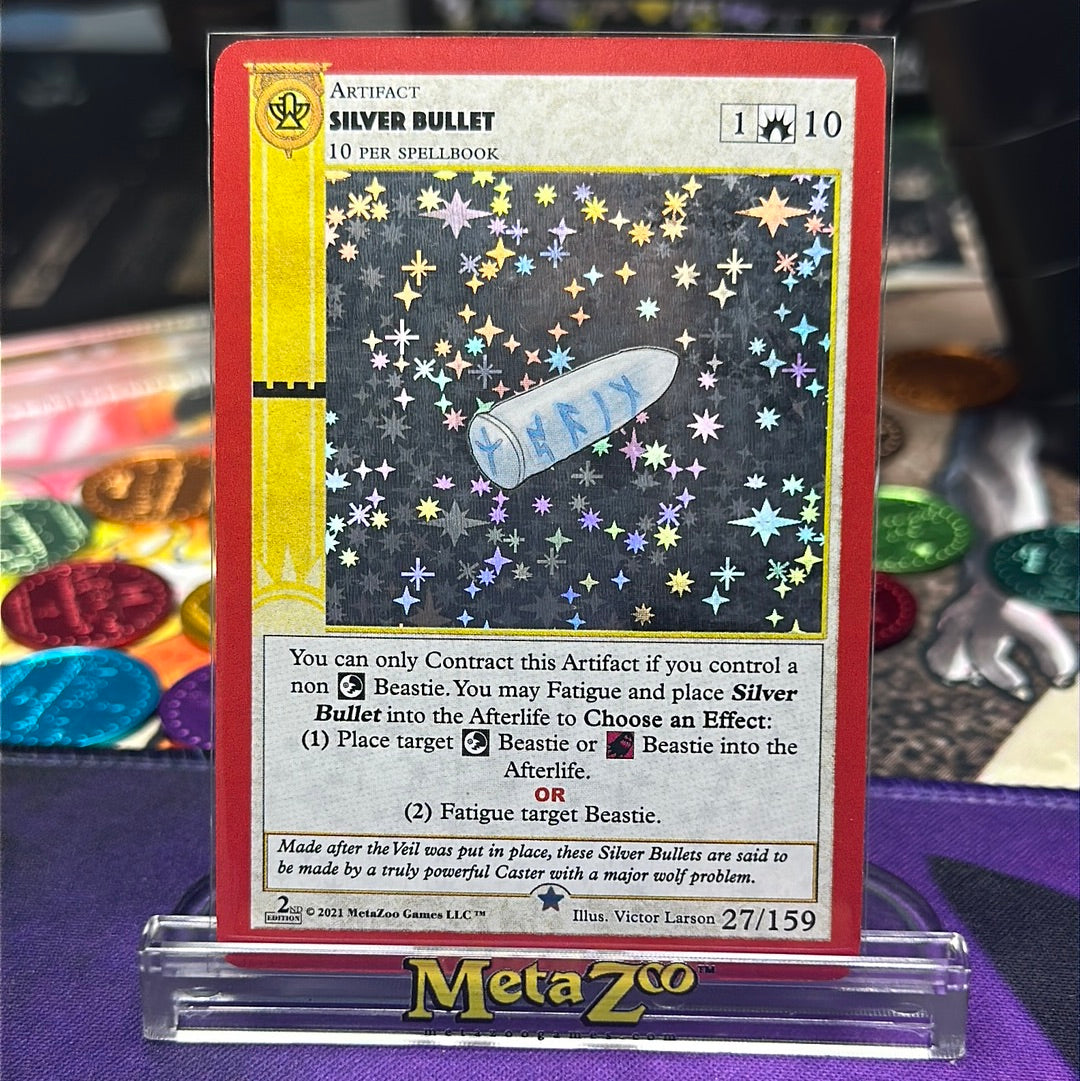 ARTIFACT
SILVER BULLET
10 PER SPELLBOOK
1 10
You can only Contract this Artifact if you control a
non Beastie. You may Fatigue and place Silver
Bullet into the Afterlife to Choose an Effect:
(1) Place target Beastie or Beastie into the
Afterlife.
OR
(2) Fatigue target Beastie.
Made after the Veil was put in place, these Silver Bullets are said to
be made by a truly powerful Caster with a major wolf problem.
2ND
EDITION
© 2021 MetaZoo Games LLC™
Illus. Victor Larson 27/159
MetaZoo™
metazoogames.com